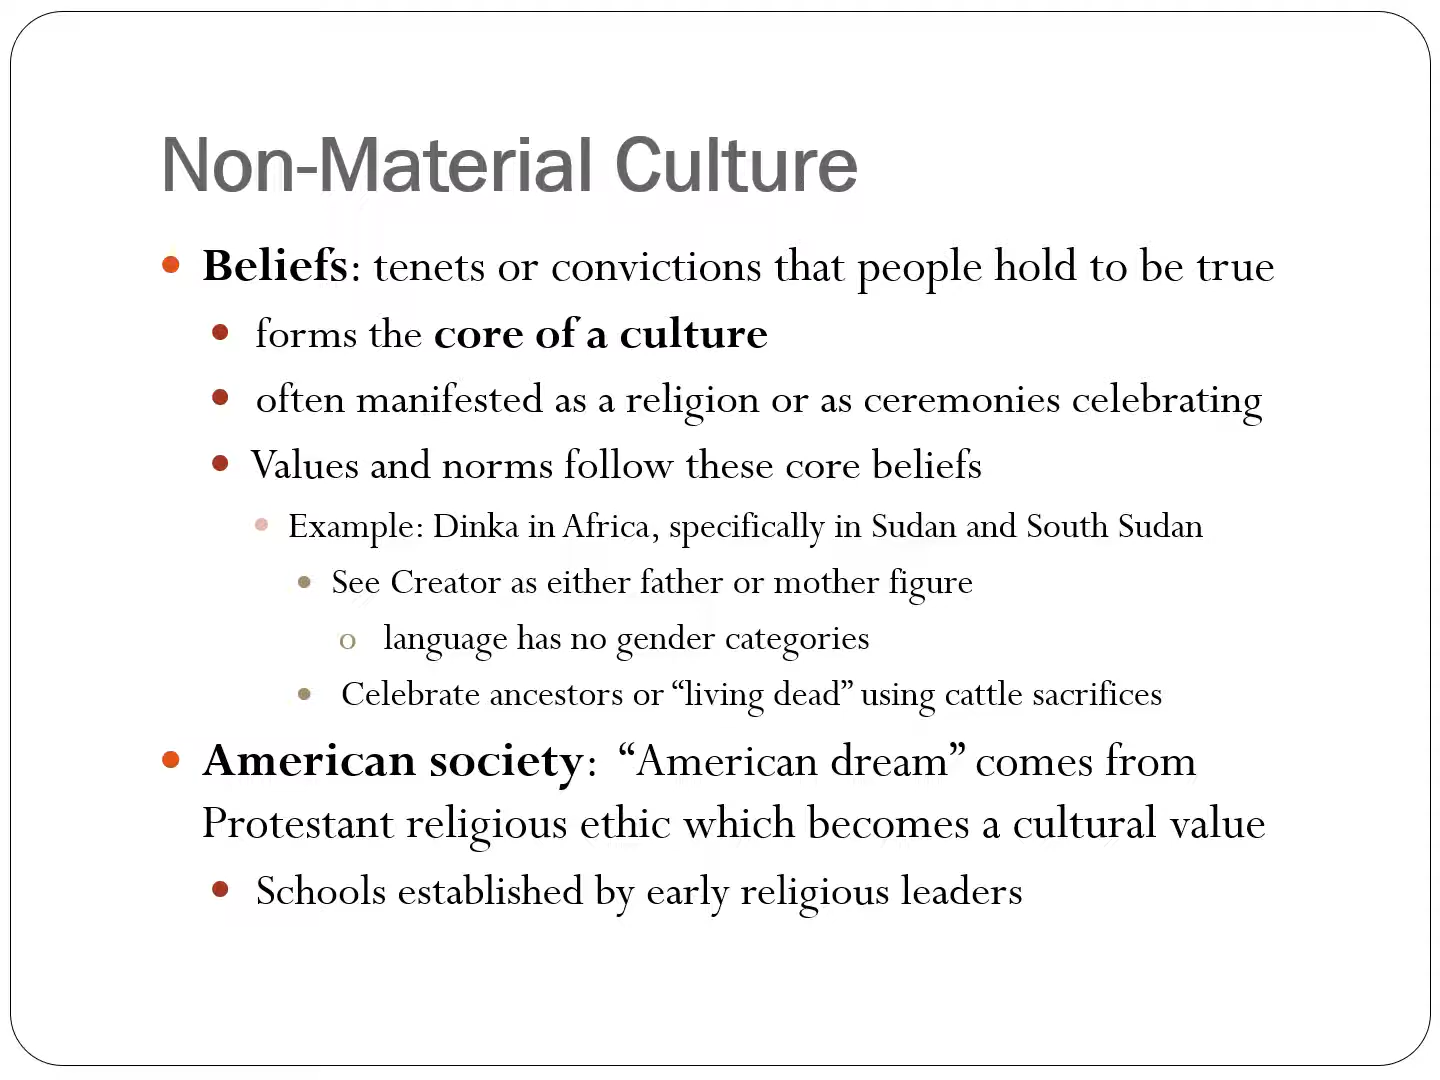 Non-Material Culture
Beliefs: tenets or convictions that people hold to be true
forms the core of a culture
often manifested as a religion or as ceremonies celebrating
Values and norms follow these core beliefs
Example: Dinka in Africa, specifically in Sudan and South Sudan
See Creator as either father or mother figure
o language has no gender categories
Celebrate ancestors or “living dead” using cattle sacrifices
American society: “American dream” comes from
Protestant religious ethic which becomes a cultural value
Schools established by early religious leaders